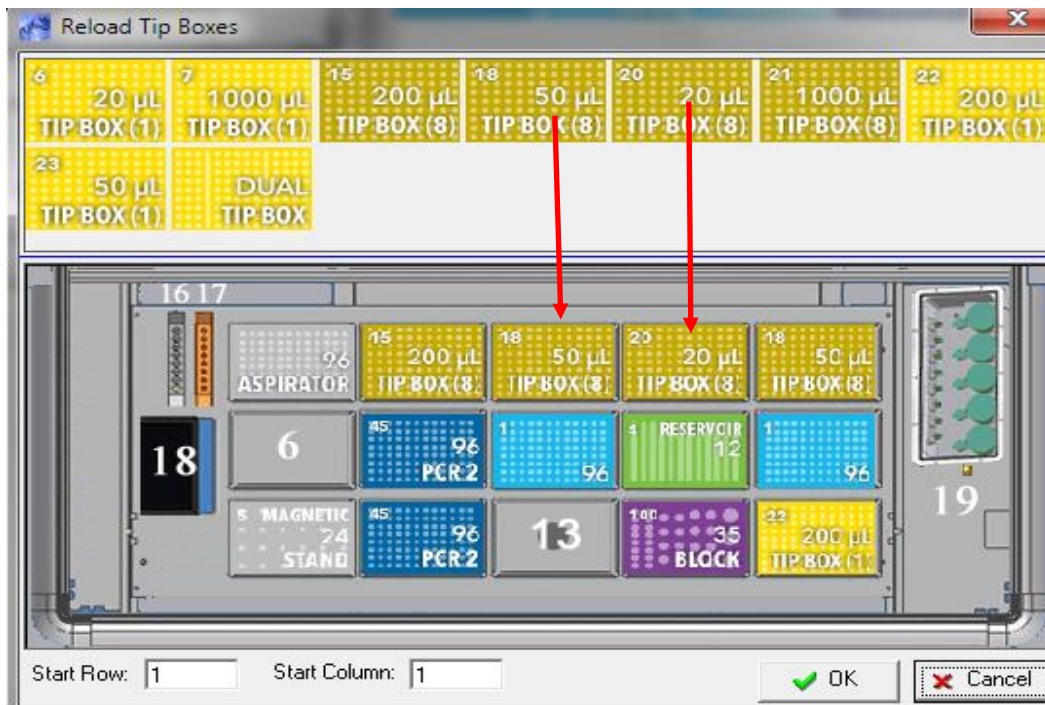 Reload Tip Boxes
6
20 µL
TIP BOX (1)
7
1000 µL
TIP BOX (1)
15
200 µL
TIP BOX (8)
18
50 µL
TIP BOX (8)
20
20 µL
TIP BOX (8)
21
1000 µL
TIP BOX (8)
22
200 µL
TIP BOX (1)
23
50 µL
TIP BOX (1)
DUAL
TIP BOX
16 17
96
ASPIRATOR
15
200 µL
TIP BOX (8)
18
50 µL
TIP BOX (8)
20
20 µL
TIP BOX (8)
18
50 µL
TIP BOX (8)
18
6
45
96
PCR 2
1
96
4 RESERVOIR
12
1
96
19
5 MAGNETIC
24
STAND
45
96
PCR 2
13
100
35
BLOCK
22
200 µL
TIP BOX (1)
Start Row: 1
Start Column: 1
OK
Cancel